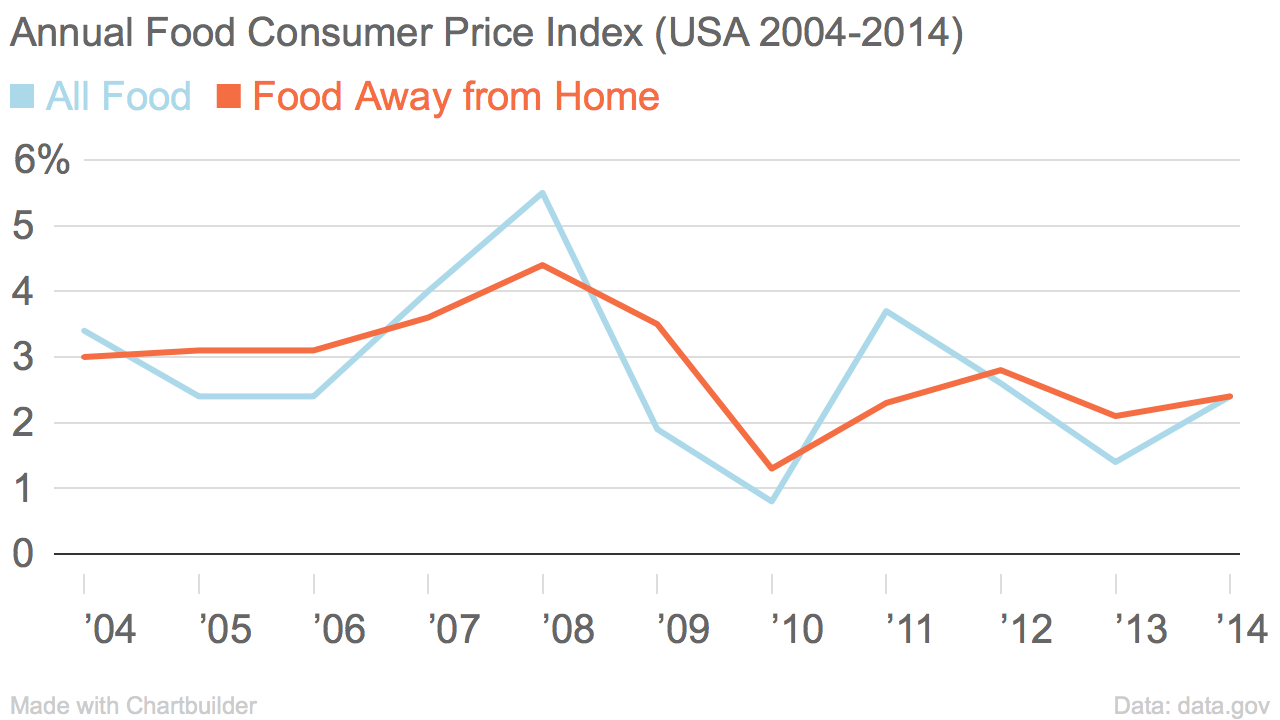 Annual Food Consumer Price Index (USA 2004-2014)
All Food Food Away from Home
6%
5
4
3
2
1
0
’04 ’05 ’06 ’07 ’08 ’09 ’10 ’11 ’12 ’13 ’14
Made with Chartbuilder Data: data.gov